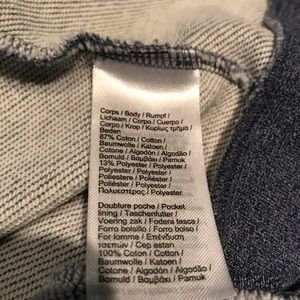 Corps / Body / Rumpf /
Lichaam / Corpo / Cuerpo /
Corpo / Krop / Κυρίως τμήμα /
Beden
87% Coton / Cotton /
Baumwolle / Katoen /
Cotone / Algodón / Algodão /
Bomuld / Βαμβάκι / Pamuk
13% Polyester / Polyester /
Polyester / Polyester /
Poliestere / Poliéster /
Poliéster / Polyester /
Πολυεστέρας / Polyester
Doublure poche / Pocket
lining / Taschenfutter /
Voering zak / Fodera tasca /
Forro bolsillo / Forro bolso /
For lomme / Επένδυση
τσεπών / Cep astarı
100% Coton / Cotton /
Baumwolle / Katoen /
Cotone / Algodón / Algodão /
Bomuld / Βαμβάκι / Pamuk